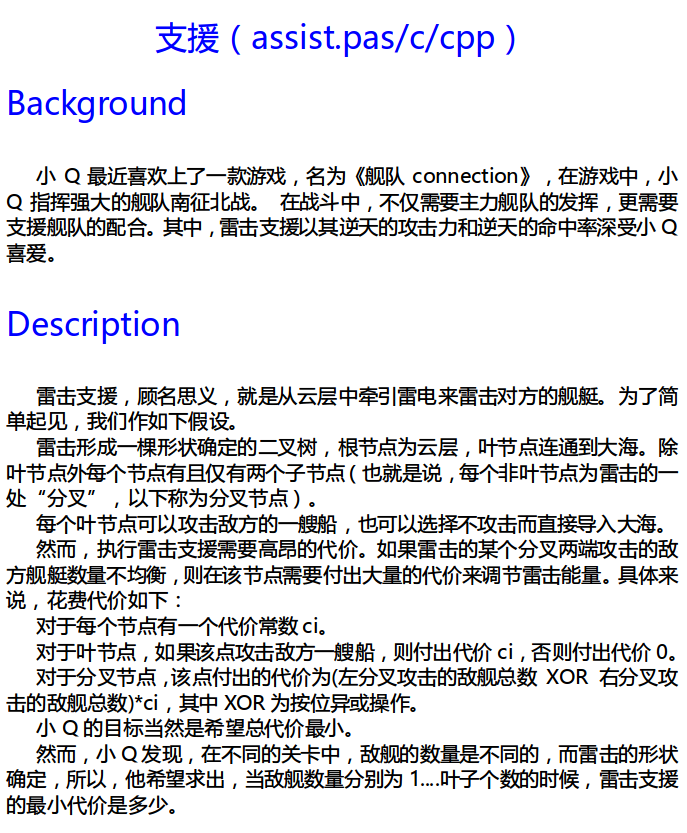 支援（assist.pas/c/cpp）
Background
小 Q 最近喜欢上了一款游戏，名为《舰队 connection》，在游戏中，小
Q 指挥强大的舰队南征北战。 在战斗中，不仅需要主力舰队的发挥，更需要
支援舰队的配合。其中，雷击支援以其逆天的攻击力和逆天的命中率深受小 Q
喜爱。
Description
雷击支援，顾名思义，就是从云层中牵引雷电来雷击对方的舰艇。为了简
单起见，我们作如下假设。
雷击形成一棵形状确定的二叉树，根节点为云层，叶节点连通到大海。除
叶节点外每个节点有且仅有两个子节点（也就是说，每个非叶节点为雷击的一
处“分叉”，以下称为分叉节点）。
每个叶节点可以攻击敌方的一艘船，也可以选择不攻击而直接导入大海。
然而，执行雷击支援需要高昂的代价。如果雷击的某个分叉两端攻击的敌
方舰艇数量不均衡，则在该节点需要付出大量的代价来调节雷击能量。具体来
说，花费代价如下：
对于每个节点有一个代价常数 ci。
对于叶节点，如果该点攻击敌方一艘船，则付出代价 ci，否则付出代价 0。
对于分叉节点，该点付出的代价为(左分叉攻击的敌舰总数 XOR 右分叉攻
击的敌舰总数)*ci，其中 XOR 为按位异或操作。
小 Q 的目标当然是希望总代价最小。
然而，小 Q 发现，在不同的关卡中，敌舰的数量是不同的，而雷击的形状
确定，所以，他希望求出，当敌舰数量分别为 1....叶子个数的时候，雷击支援
的最小代价是多少。